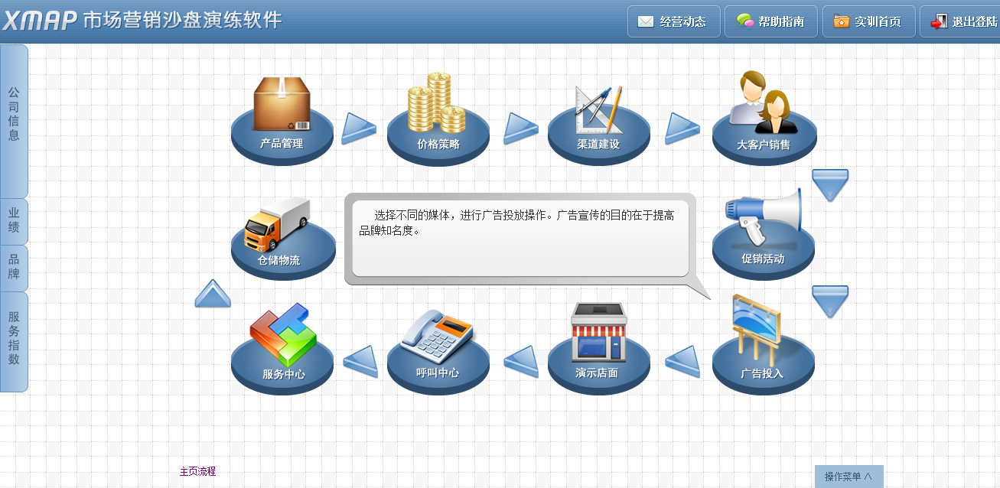 XMAP 市场营销沙盘演练软件
经营动态
帮助指南
实训首页
退出登陆
公司信息
业绩
品牌
服务指数
产品管理
价格策略
渠道建设
大客户销售
仓储物流
选择不同的媒体，进行广告投放操作。广告宣传的目的在于提高
品牌知名度。
促销活动
服务中心
呼叫中心
演示店面
广告投入
主页流程
操作菜单 ∧